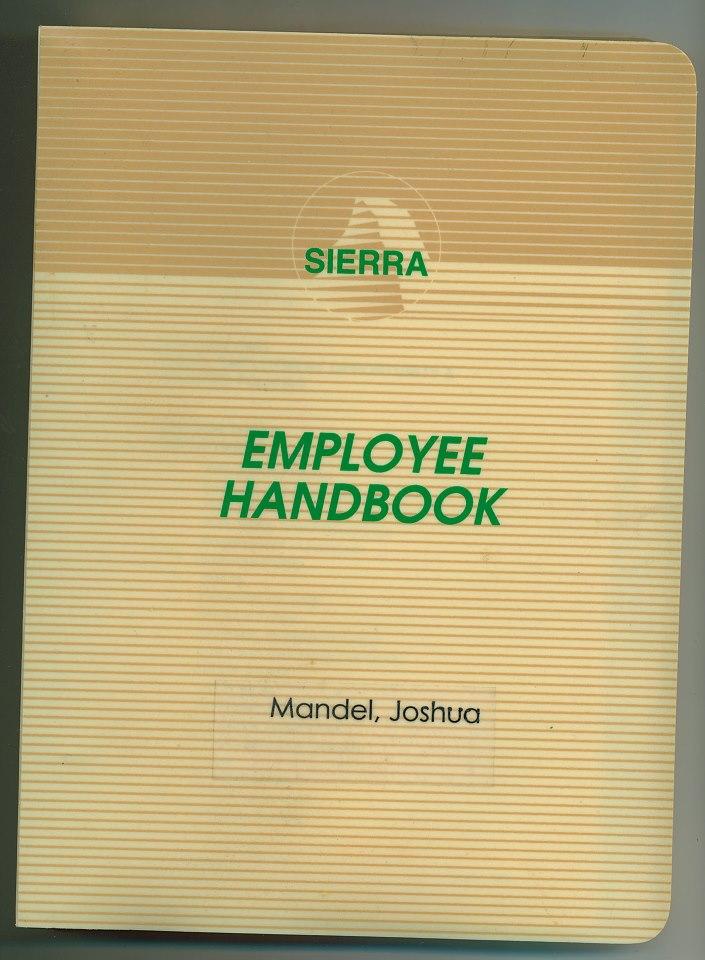 SIERRA
EMPLOYEE
HANDBOOK
Mandel, Joshua